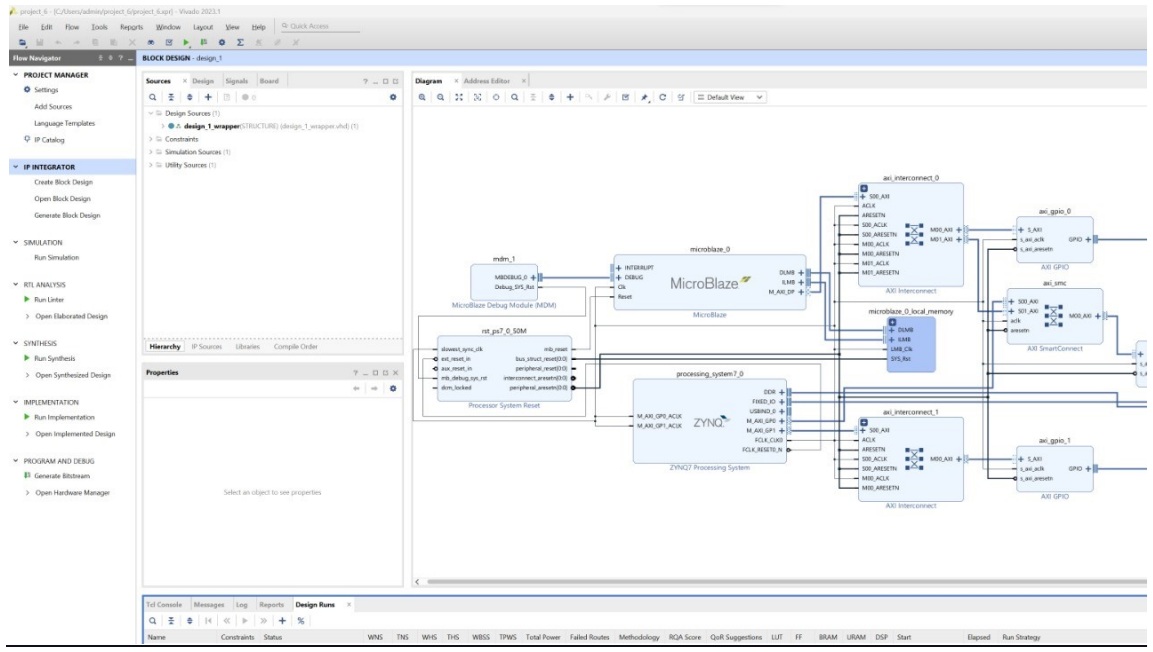 project_6 - [C:/Users/admin/project_6/project_6.xpr] - Vivado 2023.1
File Edit Flow Tools Reports Window Layout View Help Quick Access
Flow Navigator
PROJECT MANAGER
Settings
Add Sources
Language Templates
IP Catalog
IP INTEGRATOR
Create Block Design
Open Block Design
Generate Block Design
SIMULATION
Run Simulation
RTL ANALYSIS
Run Linter
Open Elaborated Design
SYNTHESIS
Run Synthesis
Open Synthesized Design
IMPLEMENTATION
Run Implementation
Open Implemented Design
PROGRAM AND DEBUG
Generate Bitstream
Open Hardware Manager
BLOCK DESIGN - design_1
Sources Design Signals Board
0
Design Sources (1)
design_1_wrapper(STRUCTURE) (design_1_wrapper.vhd) (1)
Constraints
Simulation Sources (1)
Utility Sources (1)
Hierarchy IP Sources Libraries Compile Order
Properties
Select an object to see properties
Diagram Address Editor
Default View
mdm_1
MBDEBUG_0
Debug_SYS_Rst
MicroBlaze Debug Module (MDM)
rst_ps7_0_50M
slowest_sync_clk mb_reset
ext_reset_in bus_struct_reset[0:0]
aux_reset_in peripheral_reset[0:0]
mb_debug_sys_rst interconnect_aresetn[0:0]
dcm_locked peripheral_aresetn[0:0]
Processor System Reset
microblaze_0
INTERRUPT
DEBUG DLMB
Clk ILMB
Reset M_AXI_DP
MicroBlaze
MicroBlaze
processing_system7_0
DDR
FIXED_IO
USBIND_0
M_AXI_GP0_ACLK M_AXI_GP0
M_AXI_GP1_ACLK M_AXI_GP1
ZYNQ
FCLK_CLK0
FCLK_RESET0_N
ZYNQ7 Processing System
axi_interconnect_0
S00_AXI
ACLK
ARESETN
S00_ACLK M00_AXI
S00_ARESETN M01_AXI
M00_ACLK
M00_ARESETN
M01_ACLK
M01_ARESETN
AXI Interconnect
microblaze_0_local_memory
DLMB
ILMB
LMB_Clk
SYS_Rst
axi_interconnect_1
S00_AXI
ACLK
ARESETN
S00_ACLK M00_AXI
S00_ARESETN
M00_ACLK
M00_ARESETN
AXI Interconnect
axi_gpio_0
S_AXI
s_axi_aclk GPIO
s_axi_aresetn
AXI GPIO
axi_smc
S00_AXI
S01_AXI M00_AXI
aclk
aresetn
AXI SmartConnect
axi_gpio_1
S_AXI
s_axi_aclk GPIO
s_axi_aresetn
AXI GPIO
Tcl Console Messages Log Reports Design Runs
Name Constraints Status WNS TNS WHS THS WBSS TPWS Total Power Failed Routes Methodology RQA Score QoR Suggestions LUT FF BRAM URAM DSP Start Elapsed Run Strategy